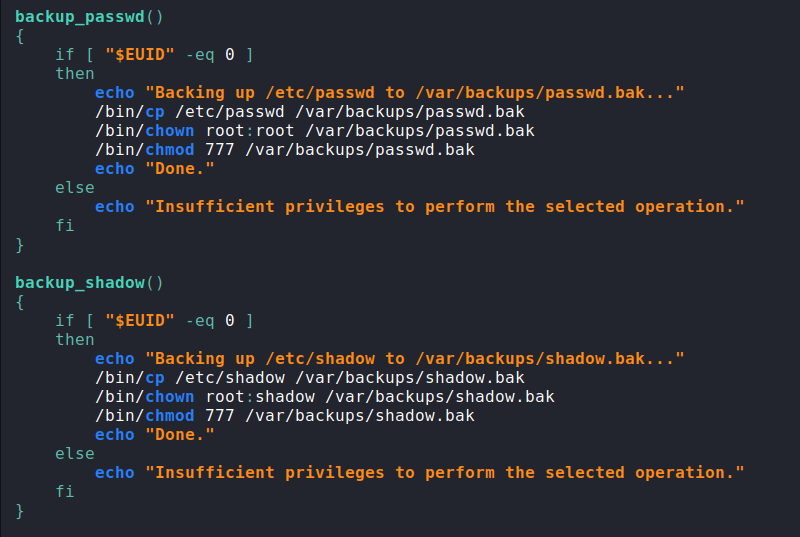 backup_passwd()
{
    if [ "$EUID" -eq 0 ]
    then
        echo "Backing up /etc/passwd to /var/backups/passwd.bak..."
        /bin/cp /etc/passwd /var/backups/passwd.bak
        /bin/chown root:root /var/backups/passwd.bak
        /bin/chmod 777 /var/backups/passwd.bak
        echo "Done."
    else
        echo "Insufficient privileges to perform the selected operation."
    fi
}

backup_shadow()
{
    if [ "$EUID" -eq 0 ]
    then
        echo "Backing up /etc/shadow to /var/backups/shadow.bak..."
        /bin/cp /etc/shadow /var/backups/shadow.bak
        /bin/chown root:shadow /var/backups/shadow.bak
        /bin/chmod 777 /var/backups/shadow.bak
        echo "Done."
    else
        echo "Insufficient privileges to perform the selected operation."
    fi
}